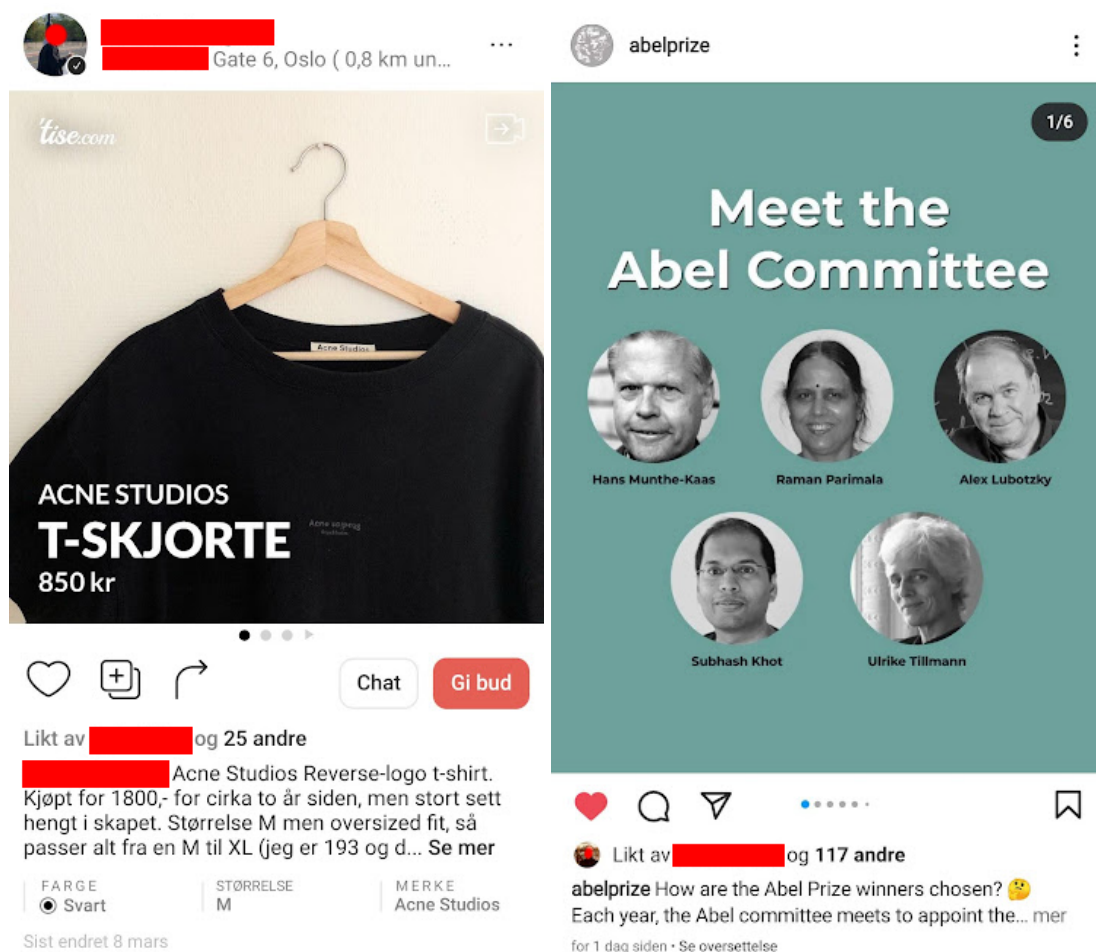 Gate 6, Oslo ( 0,8 km un...
'tise.com
Acne Studios
ACNE STUDIOS
T-SKJORTE
850 kr
Chat
Gi bud
Likt av og 25 andre
Acne Studios Reverse-logo t-shirt.
Kjøpt for 1800,- for cirka to år siden, men stort sett
hengt i skapet. Størrelse M men oversized fit, så
passer alt fra en M til XL (jeg er 193 og d... Se mer
FARGE
Svart
STØRRELSE
M
MERKE
Acne Studios
Sist endret 8 mars
abelprize
1/6
Meet the
Abel Committee
Hans Munthe-Kaas
Raman Parimala
Alex Lubotzky
Subhash Khot
Ulrike Tillmann
Likt av og 117 andre
abelprize How are the Abel Prize winners chosen? 🤔
Each year, the Abel committee meets to appoint the... mer
for 1 dag siden • Se oversettelse